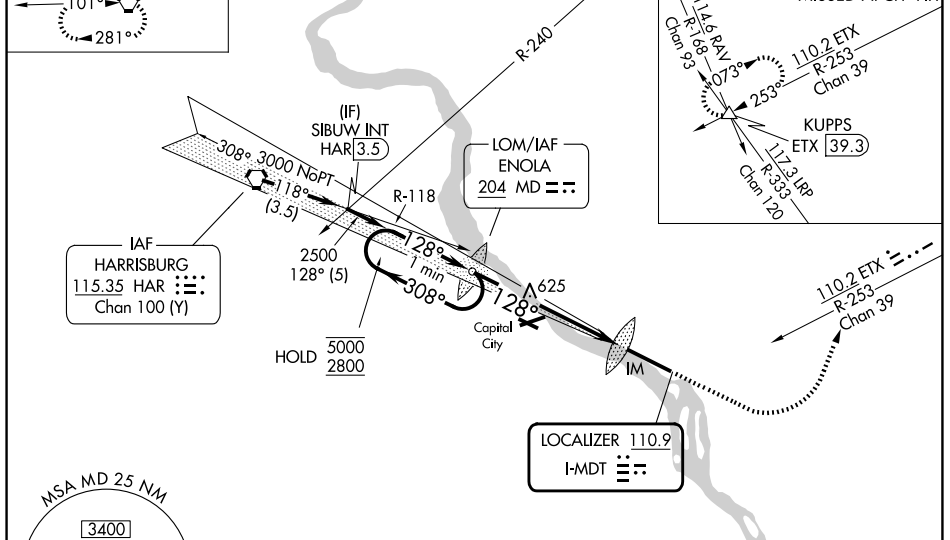 101°
281°
R-240
114.6 RAV
R-168
Chan 93
110.2 ETX
R-253
Chan 39
073°
253°
KUPPS
ETX 39.3
117.3 LRP
R-333
Chan 120
(IF)
SIBUW INT
HAR 3.5
LOM/IAF
ENOLA
204 MD
308°
3000 NoPT
118°
(3.5)
R-118
2500
128° (5)
128°
1 min
308°
128°
625
Capital
City
IM
IAF
HARRISBURG
115.35 HAR
Chan 100 (Y)
HOLD
5000
2800
110.2 ETX
R-253
Chan 39
LOCALIZER 110.9
I-MDT
MSA MD 25 NM
3400